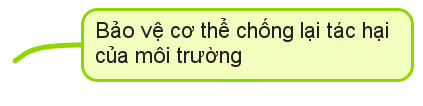 Bảo vệ cơ thể chống lại tác hại
của môi trường